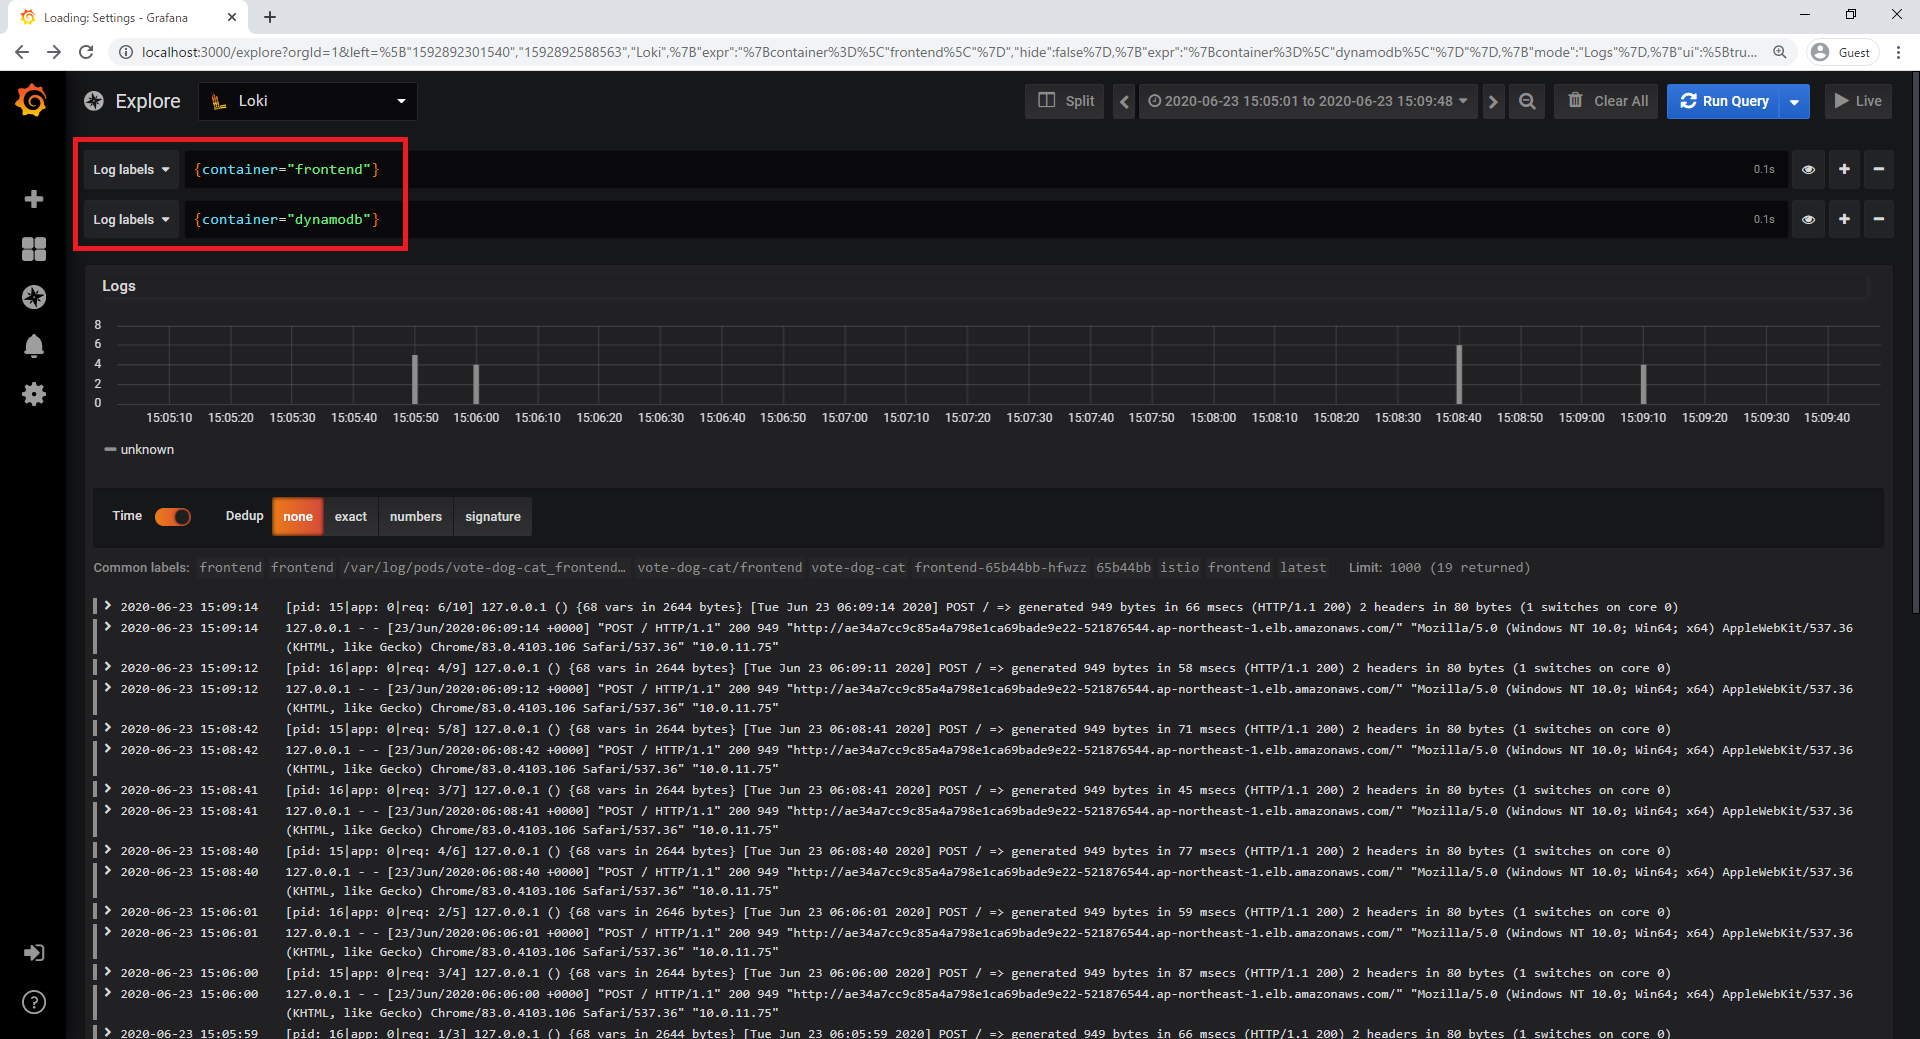 Loading: Settings - Grafana
localhost:3000/explore?orgId=1&left=%5B"1592892301540","1592892588563","Loki",%7B"expr":"%7Bcontainer%3D%5C"frontend%5C"%7D","hide":false%7D,%7B"expr":"%7Bcontainer%3D%5C"dynamodb%5C"%7D"%7D,%7B"mode":"Logs"%7D,%7B"ui":%5Btru...
Guest
Explore
Loki
Split
2020-06-23 15:05:01 to 2020-06-23 15:09:48
Clear All
Run Query
Live
Log labels {container="frontend"} 0.1s
Log labels {container="dynamodb"} 0.1s
Logs
8
6
4
2
0
15:05:10 15:05:20 15:05:30 15:05:40 15:05:50 15:06:00 15:06:10 15:06:20 15:06:30 15:06:40 15:06:50 15:07:00 15:07:10 15:07:20 15:07:30 15:07:40 15:07:50 15:08:00 15:08:10 15:08:20 15:08:30 15:08:40 15:08:50 15:09:00 15:09:10 15:09:20 15:09:30 15:09:40
unknown
Time Dedup none exact numbers signature
Common labels: frontend frontend /var/log/pods/vote-dog-cat_frontend… vote-dog-cat/frontend vote-dog-cat frontend-65b44bb-hfwzz 65b44bb istio frontend latest Limit: 1000 (19 returned)
2020-06-23 15:09:14 [pid: 15|app: 0|req: 6/10] 127.0.0.1 () {68 vars in 2644 bytes} [Tue Jun 23 06:09:14 2020] POST / => generated 949 bytes in 66 msecs (HTTP/1.1 200) 2 headers in 80 bytes (1 switches on core 0)
2020-06-23 15:09:14 127.0.0.1 - - [23/Jun/2020:06:09:14 +0000] "POST / HTTP/1.1" 200 949 "http://ae34a7cc9c85a4a798e1ca69bade9e22-521876544.ap-northeast-1.elb.amazonaws.com/" "Mozilla/5.0 (Windows NT 10.0; Win64; x64) AppleWebKit/537.36
(KHTML, like Gecko) Chrome/83.0.4103.106 Safari/537.36" "10.0.11.75"
2020-06-23 15:09:12 [pid: 16|app: 0|req: 4/9] 127.0.0.1 () {68 vars in 2644 bytes} [Tue Jun 23 06:09:11 2020] POST / => generated 949 bytes in 58 msecs (HTTP/1.1 200) 2 headers in 80 bytes (1 switches on core 0)
2020-06-23 15:09:12 127.0.0.1 - - [23/Jun/2020:06:09:12 +0000] "POST / HTTP/1.1" 200 949 "http://ae34a7cc9c85a4a798e1ca69bade9e22-521876544.ap-northeast-1.elb.amazonaws.com/" "Mozilla/5.0 (Windows NT 10.0; Win64; x64) AppleWebKit/537.36
(KHTML, like Gecko) Chrome/83.0.4103.106 Safari/537.36" "10.0.11.75"
2020-06-23 15:08:42 [pid: 15|app: 0|req: 5/8] 127.0.0.1 () {68 vars in 2644 bytes} [Tue Jun 23 06:08:41 2020] POST / => generated 949 bytes in 71 msecs (HTTP/1.1 200) 2 headers in 80 bytes (1 switches on core 0)
2020-06-23 15:08:42 127.0.0.1 - - [23/Jun/2020:06:08:42 +0000] "POST / HTTP/1.1" 200 949 "http://ae34a7cc9c85a4a798e1ca69bade9e22-521876544.ap-northeast-1.elb.amazonaws.com/" "Mozilla/5.0 (Windows NT 10.0; Win64; x64) AppleWebKit/537.36
(KHTML, like Gecko) Chrome/83.0.4103.106 Safari/537.36" "10.0.11.75"
2020-06-23 15:08:41 [pid: 16|app: 0|req: 3/7] 127.0.0.1 () {68 vars in 2644 bytes} [Tue Jun 23 06:08:41 2020] POST / => generated 949 bytes in 45 msecs (HTTP/1.1 200) 2 headers in 80 bytes (1 switches on core 0)
2020-06-23 15:08:41 127.0.0.1 - - [23/Jun/2020:06:08:41 +0000] "POST / HTTP/1.1" 200 949 "http://ae34a7cc9c85a4a798e1ca69bade9e22-521876544.ap-northeast-1.elb.amazonaws.com/" "Mozilla/5.0 (Windows NT 10.0; Win64; x64) AppleWebKit/537.36
(KHTML, like Gecko) Chrome/83.0.4103.106 Safari/537.36" "10.0.11.75"
2020-06-23 15:08:40 [pid: 15|app: 0|req: 4/6] 127.0.0.1 () {68 vars in 2644 bytes} [Tue Jun 23 06:08:40 2020] POST / => generated 949 bytes in 77 msecs (HTTP/1.1 200) 2 headers in 80 bytes (1 switches on core 0)
2020-06-23 15:08:40 127.0.0.1 - - [23/Jun/2020:06:08:40 +0000] "POST / HTTP/1.1" 200 949 "http://ae34a7cc9c85a4a798e1ca69bade9e22-521876544.ap-northeast-1.elb.amazonaws.com/" "Mozilla/5.0 (Windows NT 10.0; Win64; x64) AppleWebKit/537.36
(KHTML, like Gecko) Chrome/83.0.4103.106 Safari/537.36" "10.0.11.75"
2020-06-23 15:06:01 [pid: 16|app: 0|req: 2/5] 127.0.0.1 () {68 vars in 2646 bytes} [Tue Jun 23 06:06:01 2020] POST / => generated 949 bytes in 59 msecs (HTTP/1.1 200) 2 headers in 80 bytes (1 switches on core 0)
2020-06-23 15:06:01 127.0.0.1 - - [23/Jun/2020:06:06:01 +0000] "POST / HTTP/1.1" 200 949 "http://ae34a7cc9c85a4a798e1ca69bade9e22-521876544.ap-northeast-1.elb.amazonaws.com/" "Mozilla/5.0 (Windows NT 10.0; Win64; x64) AppleWebKit/537.36
(KHTML, like Gecko) Chrome/83.0.4103.106 Safari/537.36" "10.0.11.75"
2020-06-23 15:06:00 [pid: 15|app: 0|req: 3/4] 127.0.0.1 () {68 vars in 2644 bytes} [Tue Jun 23 06:06:00 2020] POST / => generated 949 bytes in 87 msecs (HTTP/1.1 200) 2 headers in 80 bytes (1 switches on core 0)
2020-06-23 15:06:00 127.0.0.1 - - [23/Jun/2020:06:06:00 +0000] "POST / HTTP/1.1" 200 949 "http://ae34a7cc9c85a4a798e1ca69bade9e22-521876544.ap-northeast-1.elb.amazonaws.com/" "Mozilla/5.0 (Windows NT 10.0; Win64; x64) AppleWebKit/537.36
(KHTML, like Gecko) Chrome/83.0.4103.106 Safari/537.36" "10.0.11.75"
2020-06-23 15:05:59 [pid: 16|app: 0|req: 1/3] 127.0.0.1 () {68 vars in 2644 bytes} [Tue Jun 23 06:05:59 2020] POST / => generated 949 bytes in 66 msecs (HTTP/1.1 200) 2 headers in 80 bytes (1 switches on core 0)